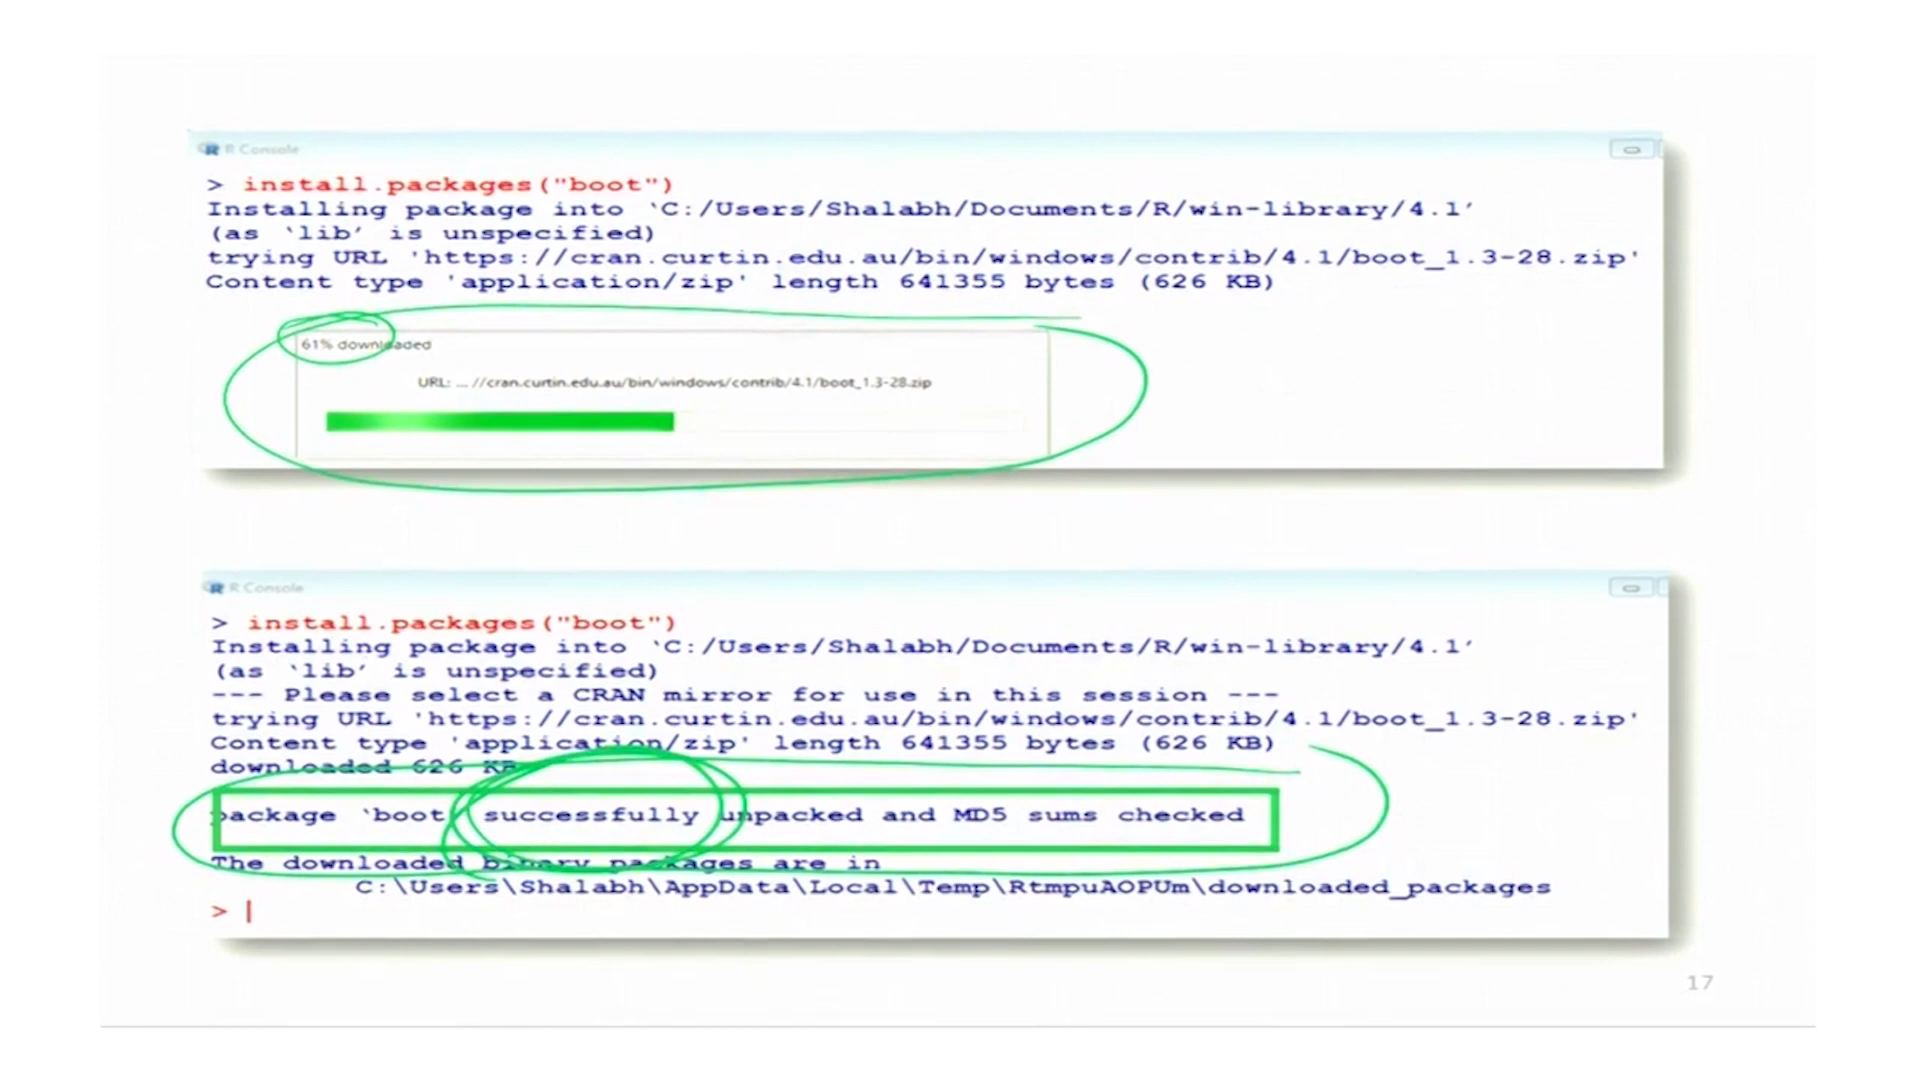 R Console
> install.packages("boot")
Installing package into ‘C:/Users/Shalabh/Documents/R/win-library/4.1’
(as ‘lib’ is unspecified)
trying URL 'https://cran.curtin.edu.au/bin/windows/contrib/4.1/boot_1.3-28.zip'
Content type 'application/zip' length 641355 bytes (626 KB)
61% downloaded
URL: ... //cran.curtin.edu.au/bin/windows/contrib/4.1/boot_1.3-28.zip
R Console
> install.packages("boot")
Installing package into ‘C:/Users/Shalabh/Documents/R/win-library/4.1’
(as ‘lib’ is unspecified)
--- Please select a CRAN mirror for use in this session ---
trying URL 'https://cran.curtin.edu.au/bin/windows/contrib/4.1/boot_1.3-28.zip'
Content type 'application/zip' length 641355 bytes (626 KB)
downloaded 626 KB
package ‘boot’ successfully unpacked and MD5 sums checked
The downloaded binary packages are in
C:\Users\Shalabh\AppData\Local\Temp\RtmpuAOPUm\downloaded_packages
>
17